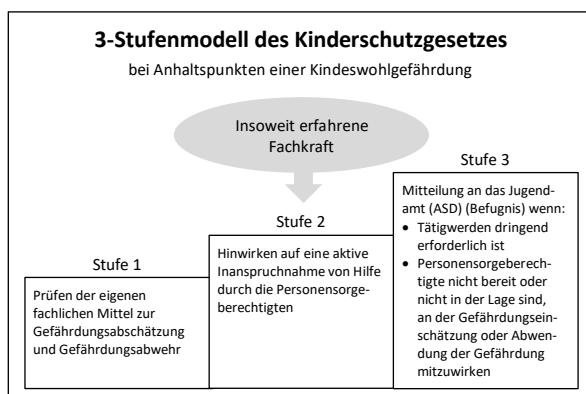 3-Stufenmodell des Kinderschutzgesetzes
bei Anhaltspunkten einer Kindeswohlgefährdung
Insoweit erfahrene
Fachkraft
Stufe 1
Prüfen der eigenen
fachlichen Mittel zur
Gefährdungsabschätzung
und Gefährdungsabwehr
Stufe 2
Hinwirken auf eine aktive
Inanspruchnahme von Hilfe
durch die Personensorge-
berechtigten
Stufe 3
Mitteilung an das Jugend-
amt (ASD) (Befugnis) wenn:
• Tätigwerden dringend
erforderlich ist
• Personensorgeberech-
tigte nicht bereit oder
nicht in der Lage sind,
an der Gefährdungsein-
schätzung oder Abwen-
dung der Gefährdung
mitzuwirken